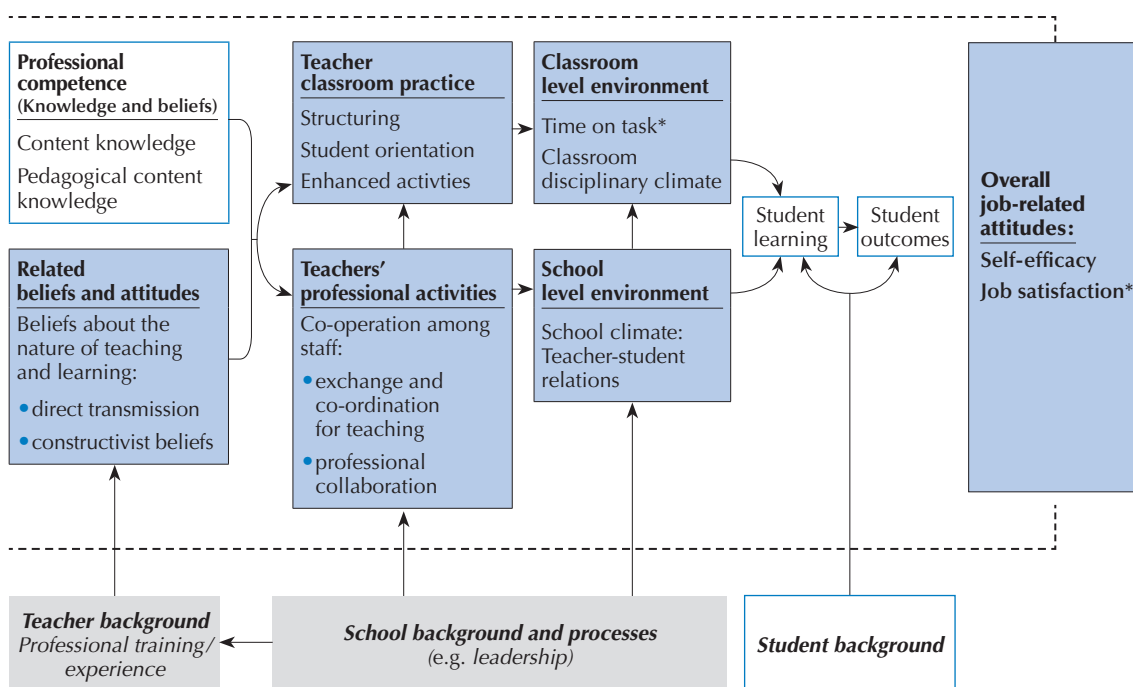 Professional
competence
(Knowledge and beliefs)
Content knowledge
Pedagogical content
knowledge
Related
beliefs and attitudes
Beliefs about the
nature of teaching
and learning:
• direct transmission
• constructivist beliefs
Teacher
classroom practice
Structuring
Student orientation
Enhanced activties
Teachers’
professional activities
Co-operation among
staff:
• exchange and
co-ordination
for teaching
• professional
collaboration
Classroom
level environment
Time on task*
Classroom
disciplinary climate
School
level environment
School climate:
Teacher-student
relations
Student
learning
Student
outcomes
Overall
job-related
attitudes:
Self-efficacy
Job satisfaction*
Teacher background
Professional training/
experience
School background and processes
(e.g. leadership)
Student background